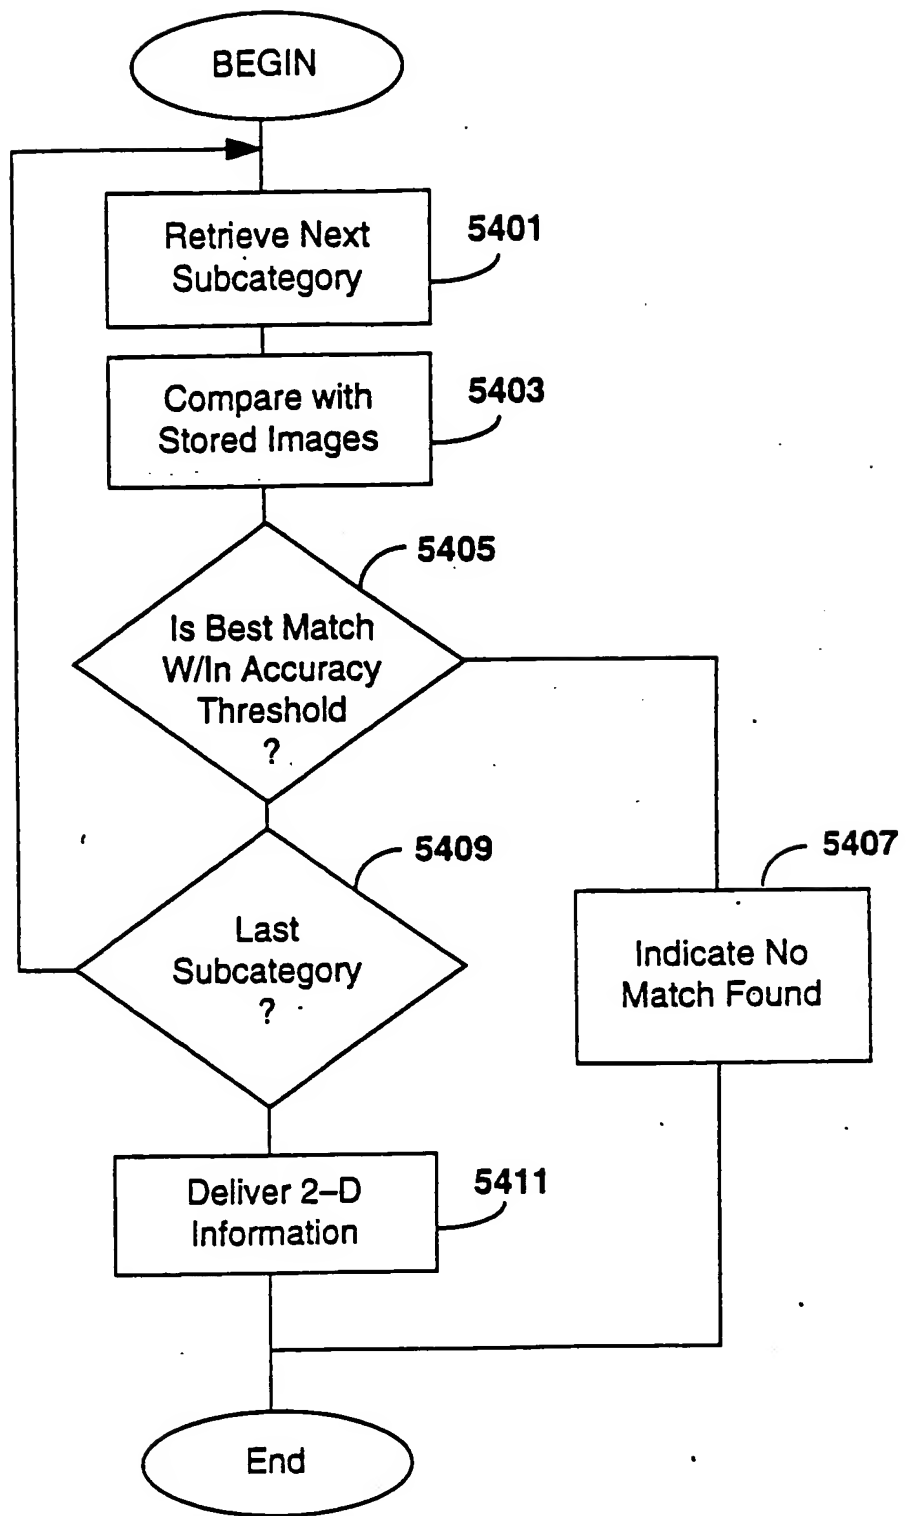 BEGIN
Retrieve Next
Subcategory
5401
Compare with
Stored Images
5403
5405
Is Best Match
W/In Accuracy
Threshold
?
5409
Last
Subcategory
?
5407
Indicate No
Match Found
Deliver 2–D
Information
5411
End